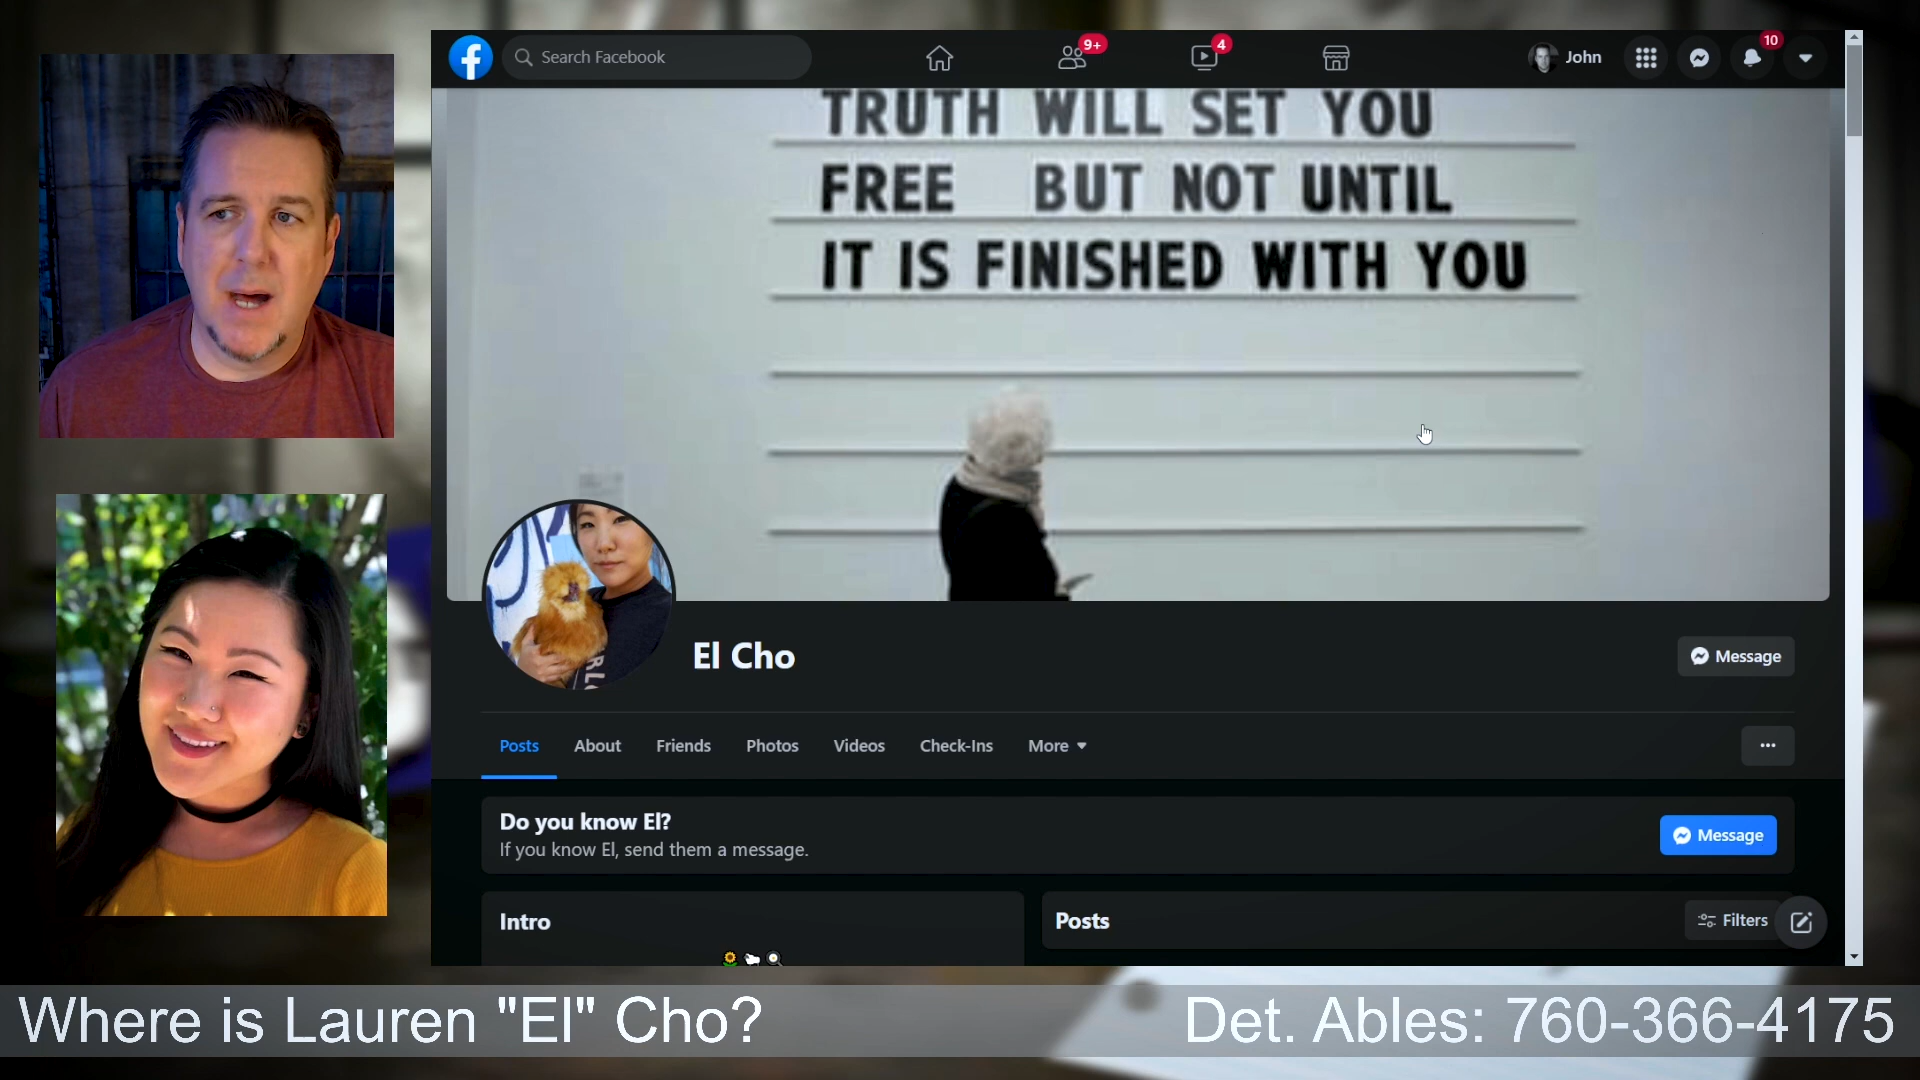 Search Facebook
9+
4
John
10
TRUTH WILL SET YOU
FREE BUT NOT UNTIL
IT IS FINISHED WITH YOU
El Cho
Message
Posts
About
Friends
Photos
Videos
Check-Ins
More
Do you know El?
If you know El, send them a message.
Message
Intro
Posts
Filters
Where is Lauren "El" Cho?
Det. Ables: 760-366-4175